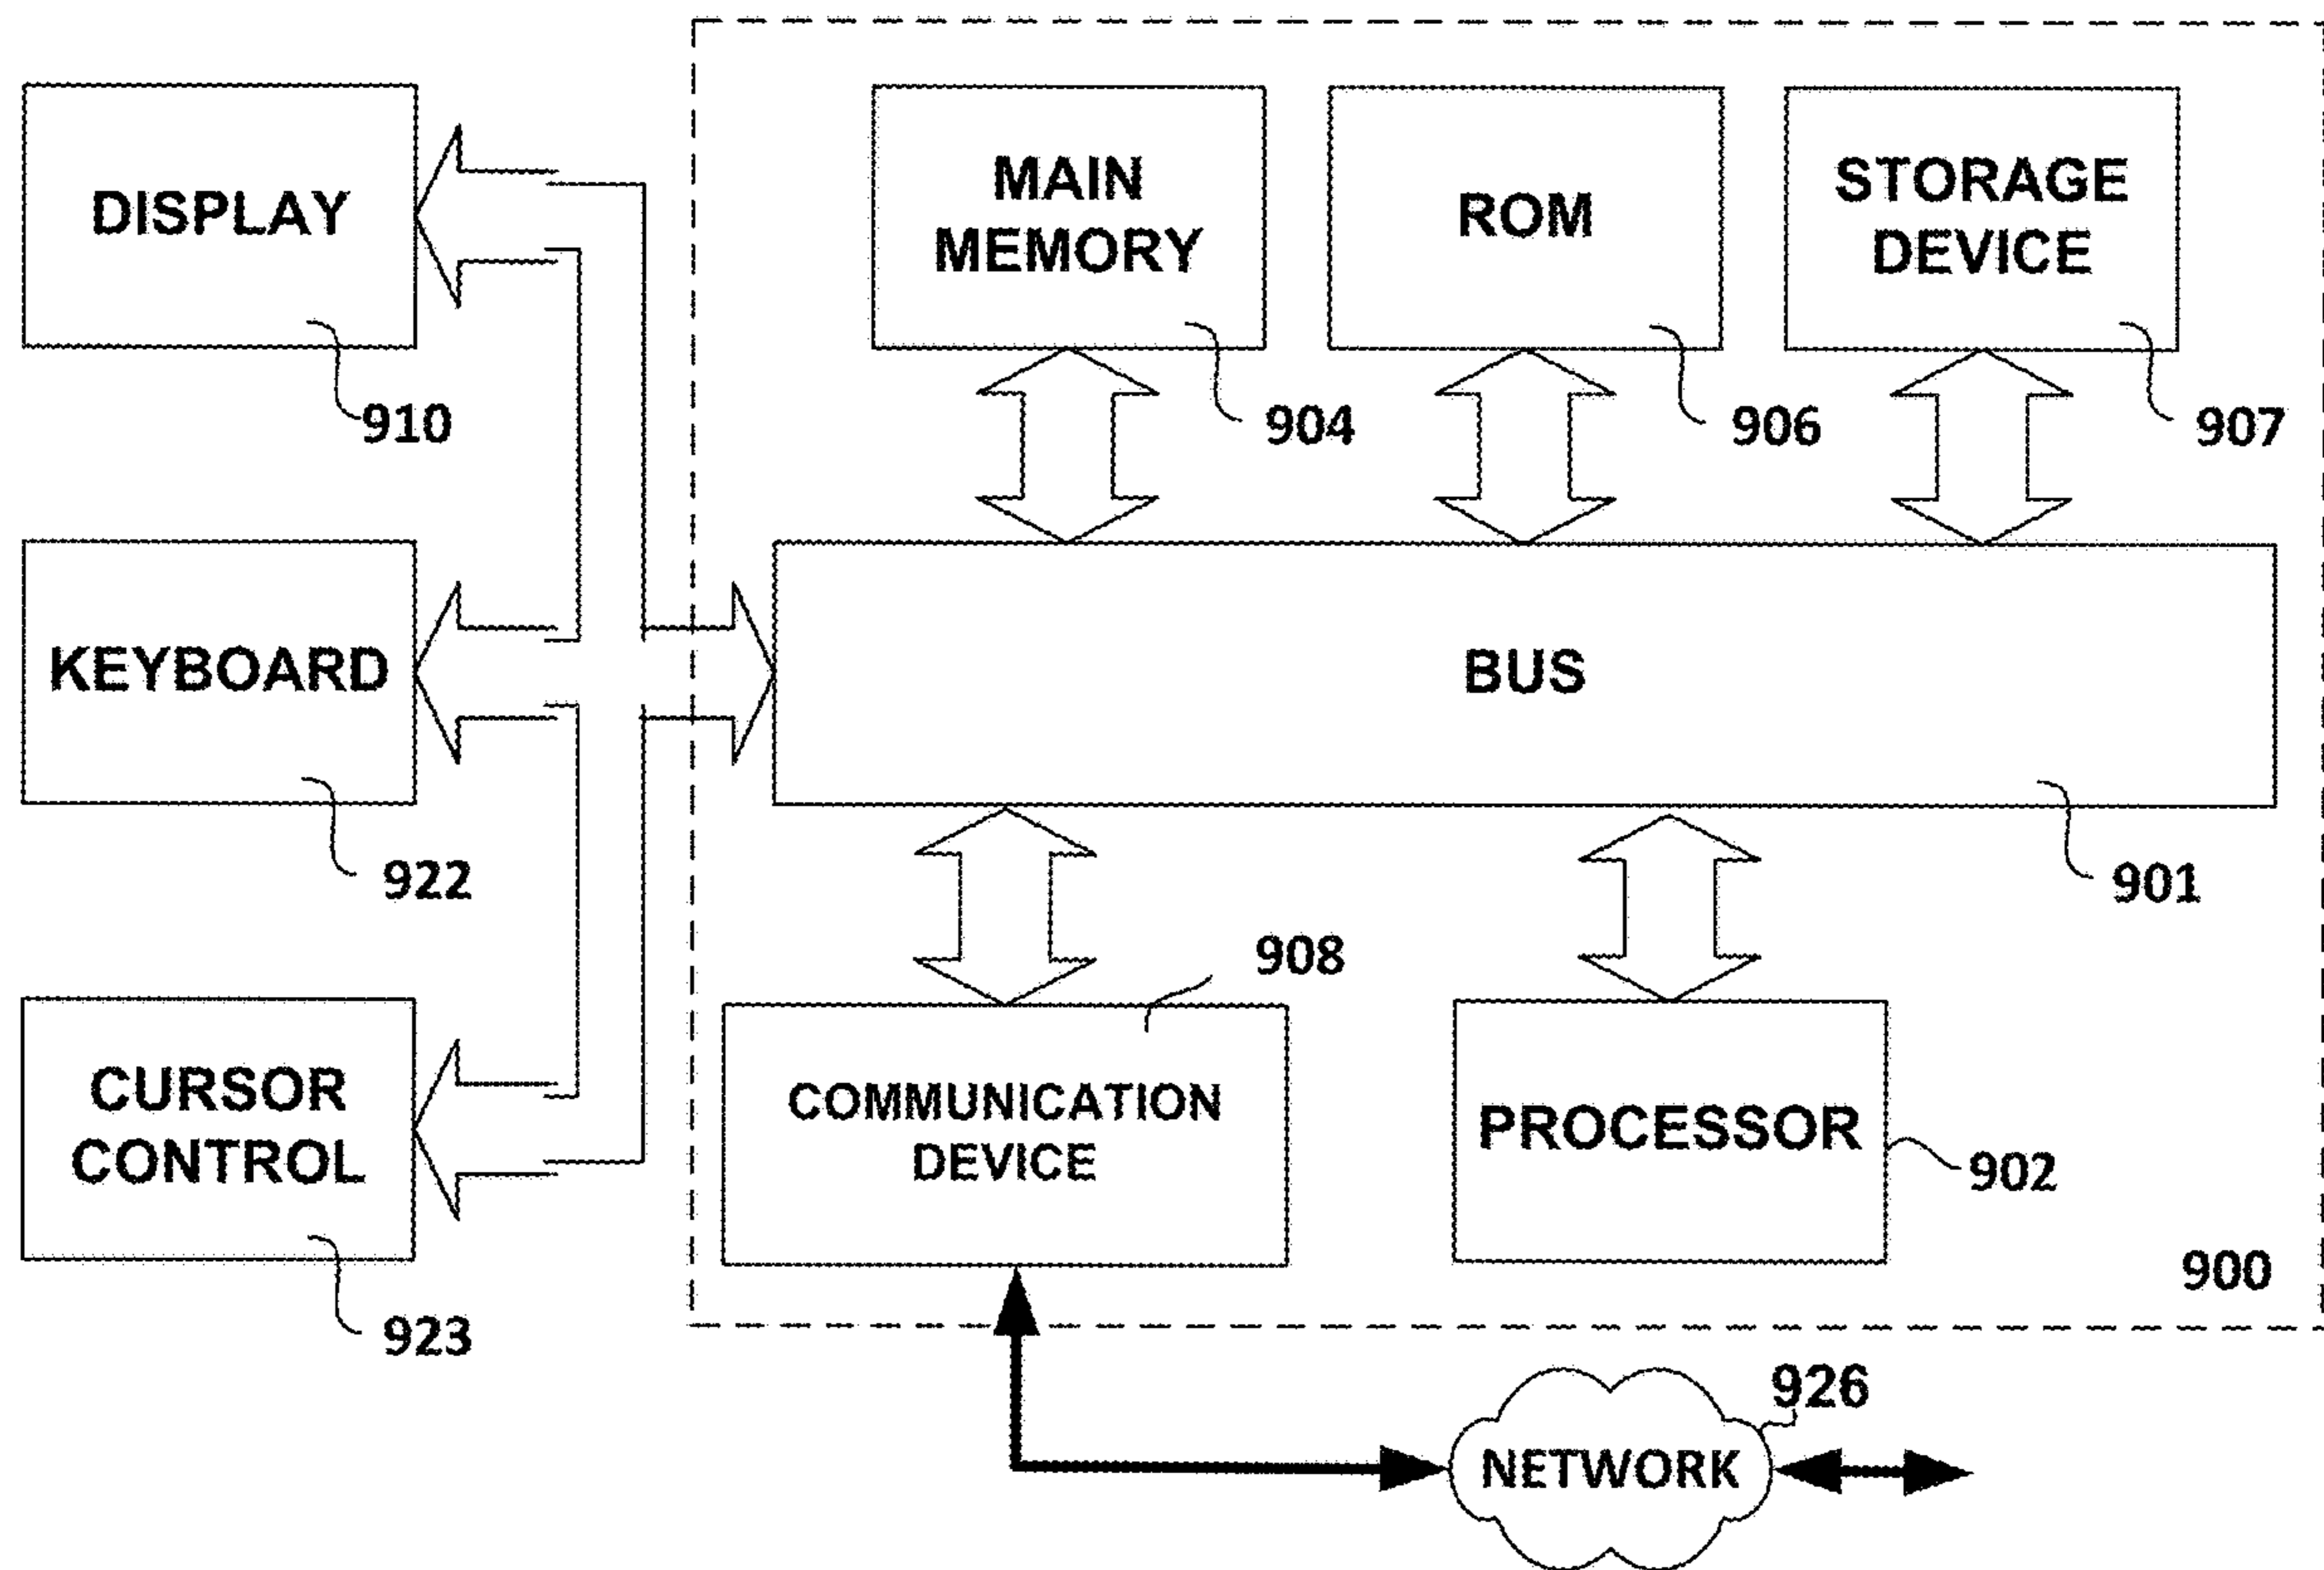 DISPLAY
910
MAIN
MEMORY
904
ROM
906
STORAGE
DEVICE
907
KEYBOARD
922
BUS
901
CURSOR
CONTROL
923
COMMUNICATION
DEVICE
908
PROCESSOR
902
900
NETWORK
926